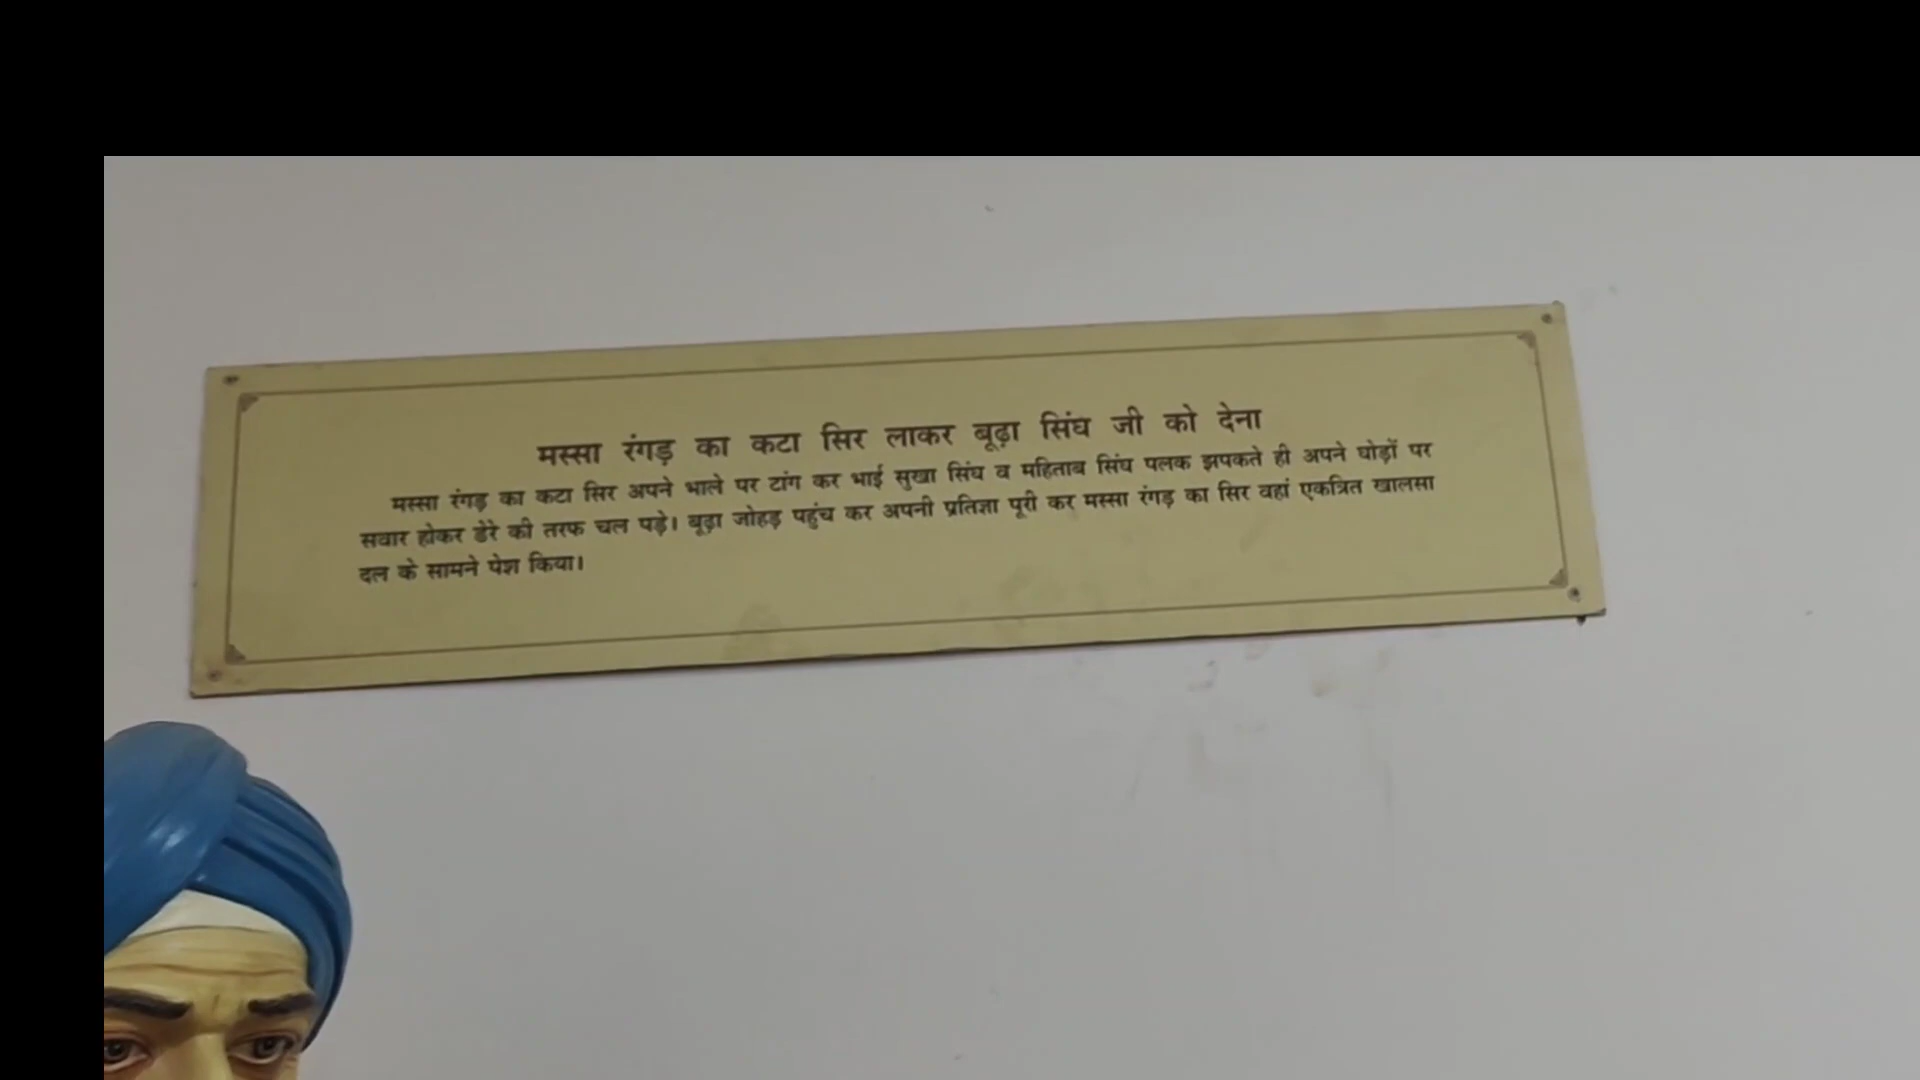 मस्सा रंगड़ का कटा सिर लाकर बूढ़ा सिंघ जी को देना
मस्सा रंगड़ का कटा सिर अपने भाले पर टांग कर भाई सुखा सिंघ व महिताब सिंघ पलक झपकते ही अपने घोड़ों पर
सवार होकर डेरे की तरफ चल पड़े। बूढ़ा जोहड़ पहुंच कर अपनी प्रतिज्ञा पूरी कर मस्सा रंगड़ का सिर वहां एकत्रित खालसा
दल के सामने पेश किया।